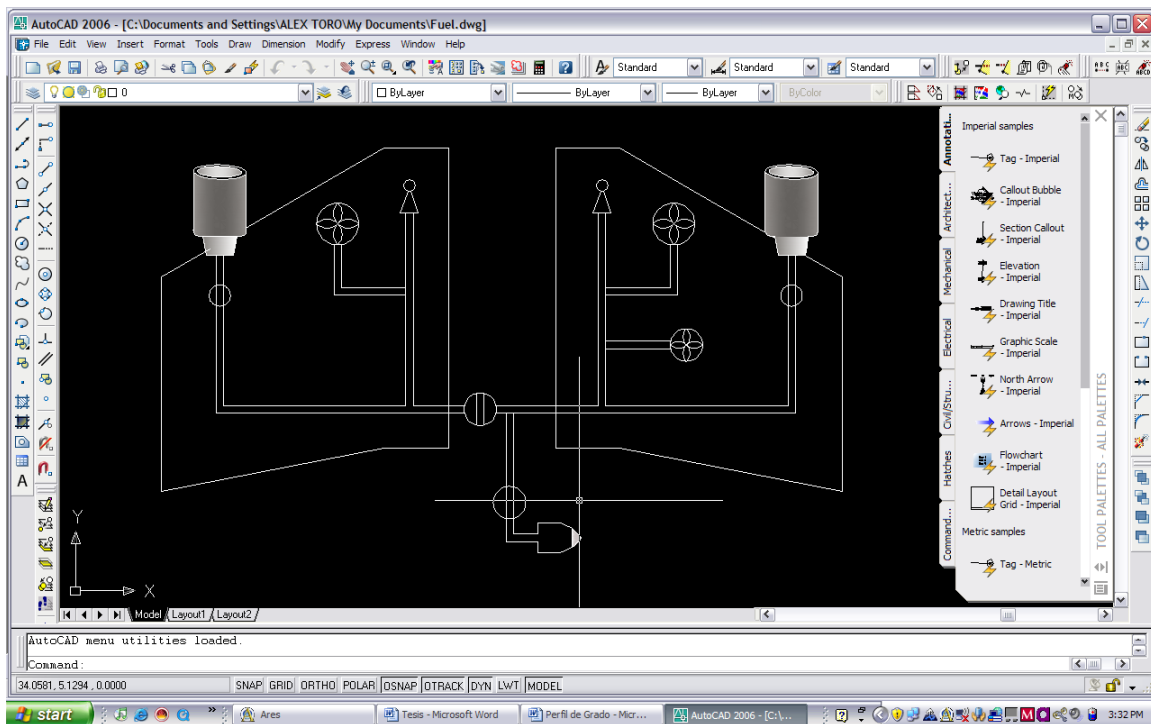 AutoCAD 2006 - [C:\Documents and Settings\ALEX TORO\My Documents\Fuel.dwg]
File Edit View Insert Format Tools Draw Dimension Modify Express Window Help
Standard Standard Standard
0 ByLayer ByLayer ByLayer ByColor
Annotati...
Architect...
Mechanical
Electrical
Civil/Stru...
Hatches
Command...
Imperial samples
Tag - Imperial
Callout Bubble
- Imperial
Section Callout
- Imperial
Elevation
- Imperial
Drawing Title
- Imperial
Graphic Scale
- Imperial
North Arrow
- Imperial
Arrows - Imperial
Flowchart
- Imperial
Detail Layout
Grid - Imperial
Metric samples
Tag - Metric
TOOL PALETTES - ALL PALETTES
A
Y
X
Model Layout1 Layout2
AutoCAD menu utilities loaded.
Command:
34.0581, 5.1294 , 0.0000 SNAP GRID ORTHO POLAR OSNAP OTRACK DYN LWT MODEL
start Ares Tesis - Microsoft Word Perfil de Grado - Micr... AutoCAD 2006 - [C:\... 3:32 PM